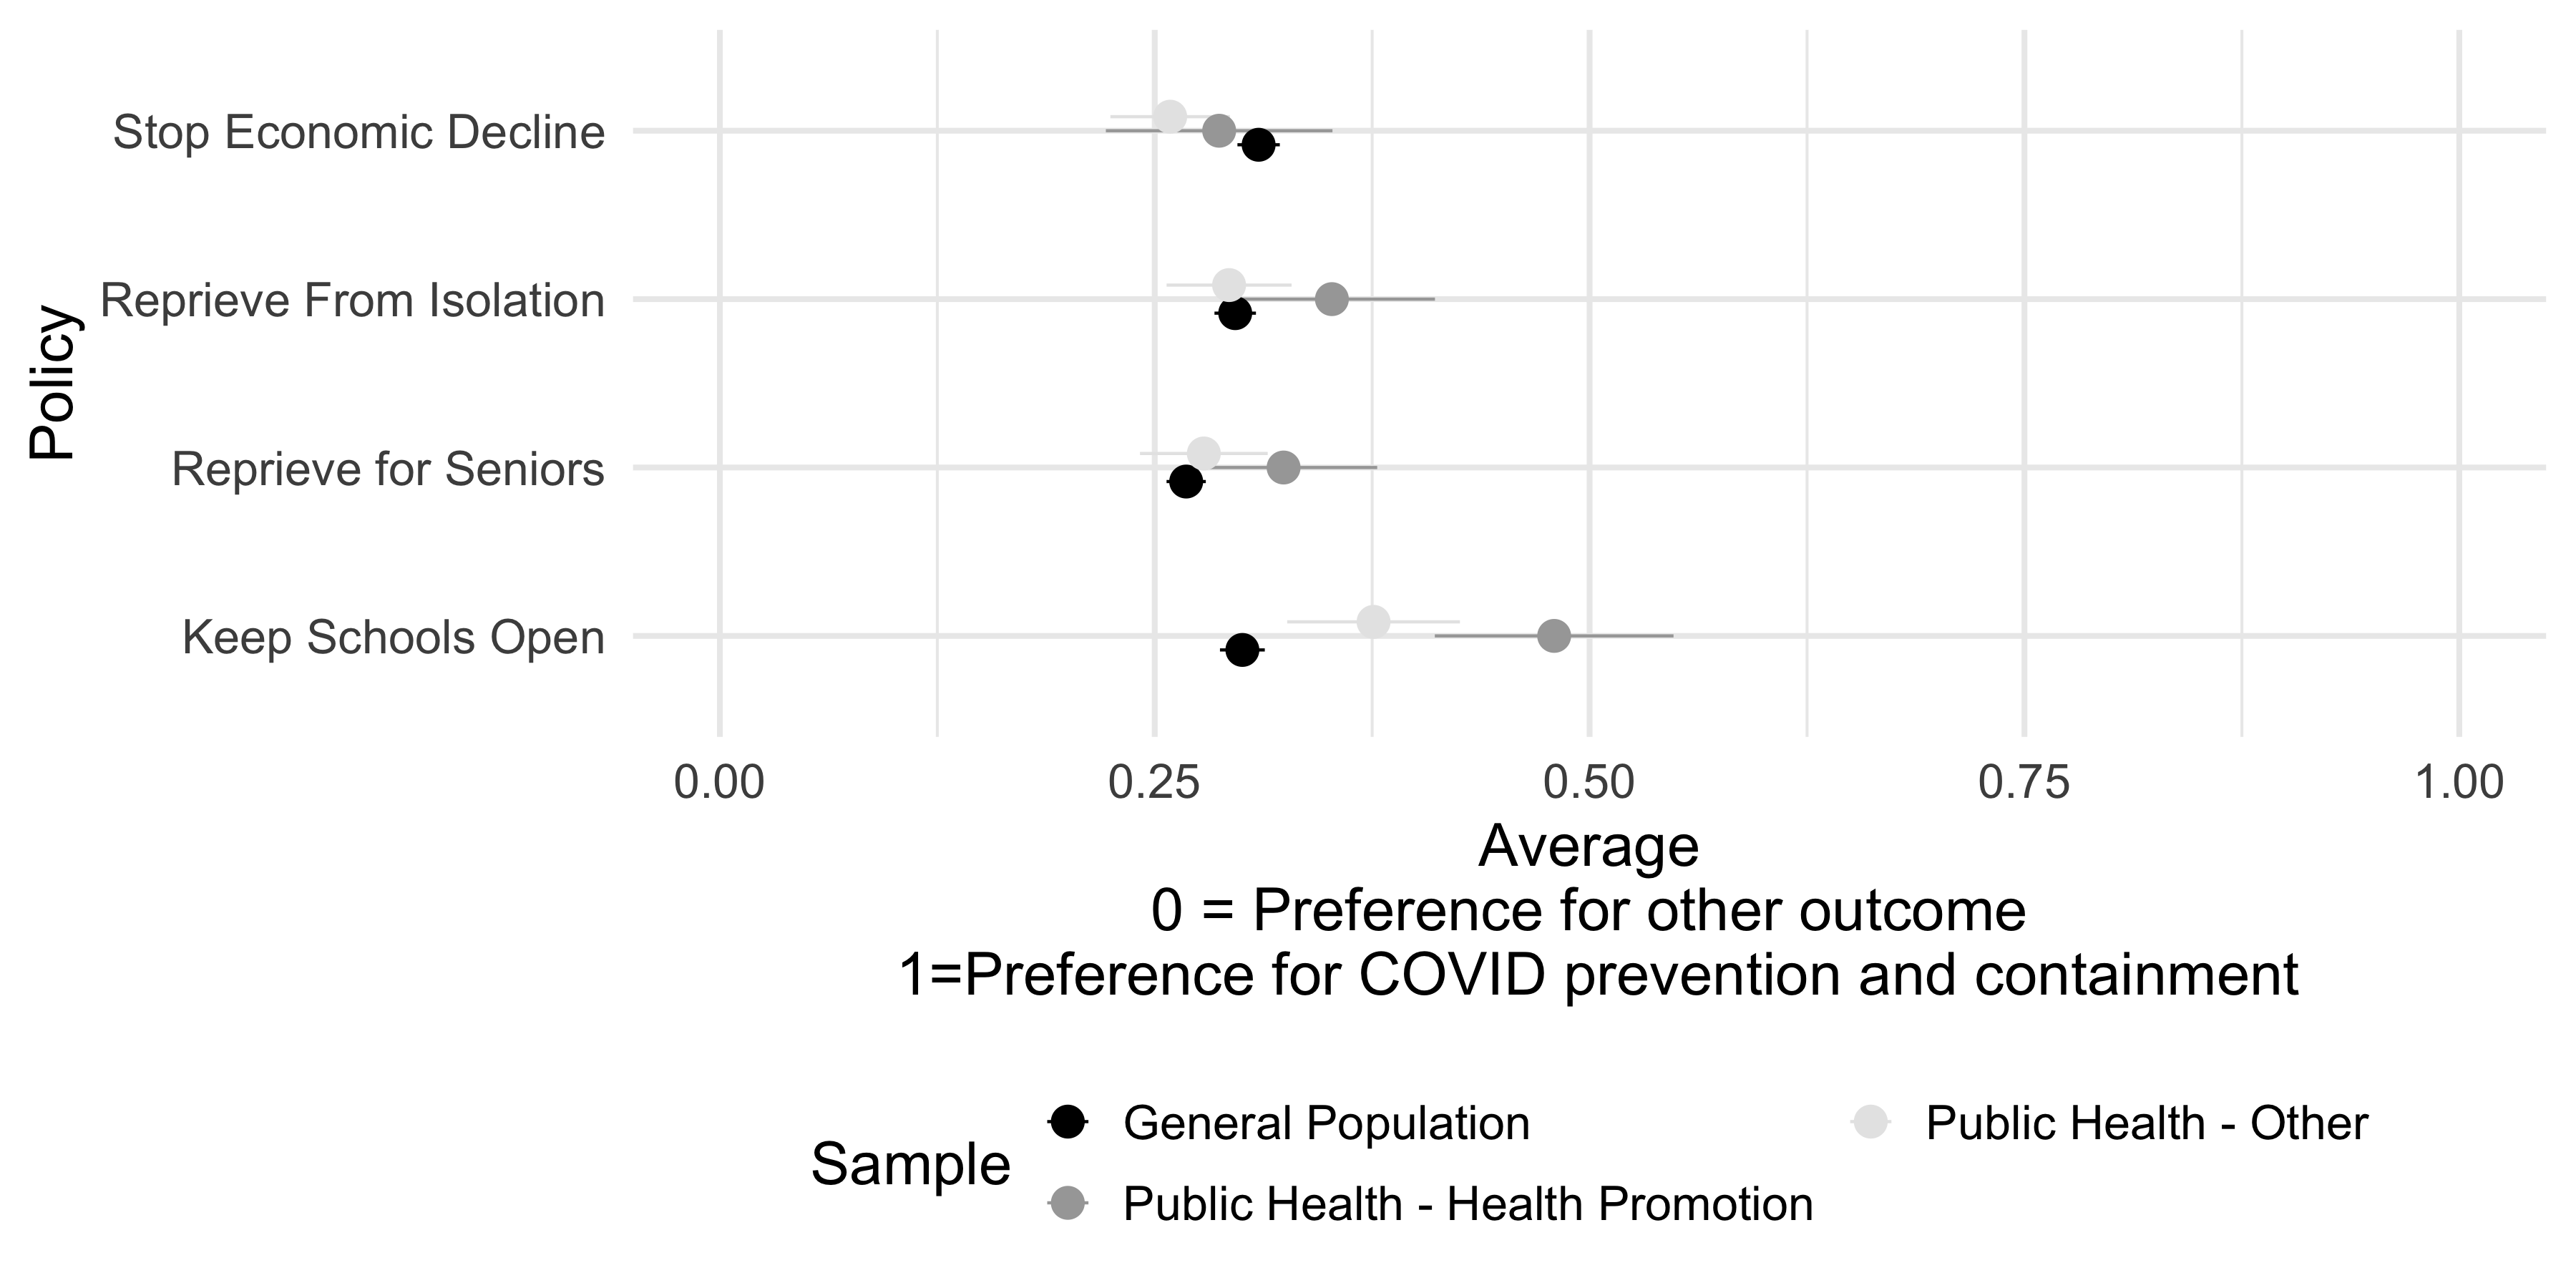 Policy
Stop Economic Decline
Reprieve From Isolation
Reprieve for Seniors
Keep Schools Open
0.00 0.25 0.50 0.75 1.00
Average
0 = Preference for other outcome
1=Preference for COVID prevention and containment
Sample
General Population
Public Health - Health Promotion
Public Health - Other